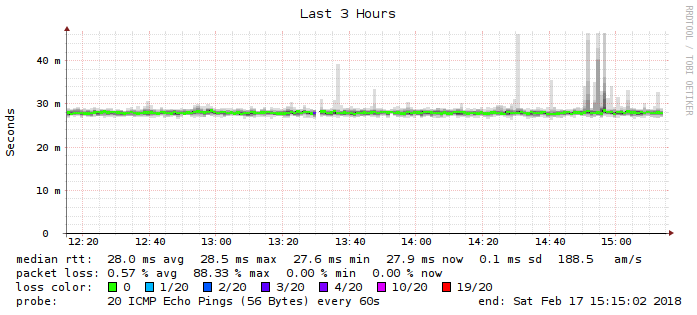 Last 3 Hours
RRDTOOL / TOBI OETIKER
Seconds
40 m
30 m
20 m
10 m
0
12:20 12:40 13:00 13:20 13:40 14:00 14:20 14:40 15:00
median rtt: 28.0 ms avg 28.5 ms max 27.6 ms min 27.9 ms now 0.1 ms sd 188.5 am/s
packet loss: 0.57 % avg 88.33 % max 0.00 % min 0.00 % now
loss color: 0 1/20 2/20 3/20 4/20 10/20 19/20
probe: 20 ICMP Echo Pings (56 Bytes) every 60s end: Sat Feb 17 15:15:02 2018